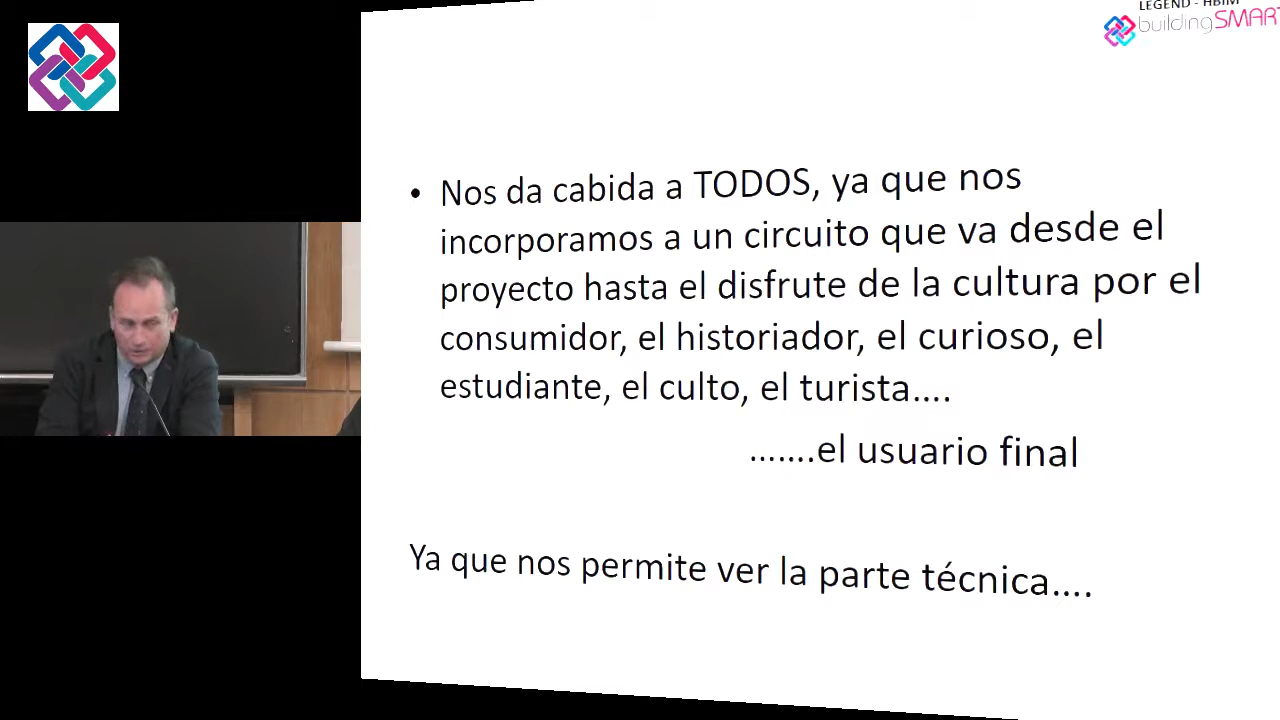 LEGEND - HBIM
buildingSMART
• Nos da cabida a TODOS, ya que nos
incorporamos a un circuito que va desde el
proyecto hasta el disfrute de la cultura por el
consumidor, el historiador, el curioso, el
estudiante, el culto, el turista....
.......el usuario final
Ya que nos permite ver la parte técnica....